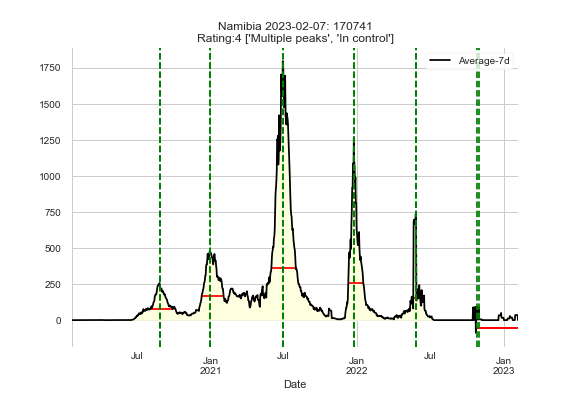 Namibia 2023-02-07: 170741
Rating:4 ['Multiple peaks', 'In control']
Average-7d
1750
1500
1250
1000
750
500
250
0
Jul Jan Jul Jan Jul Jan
2021 2022 2023
Date